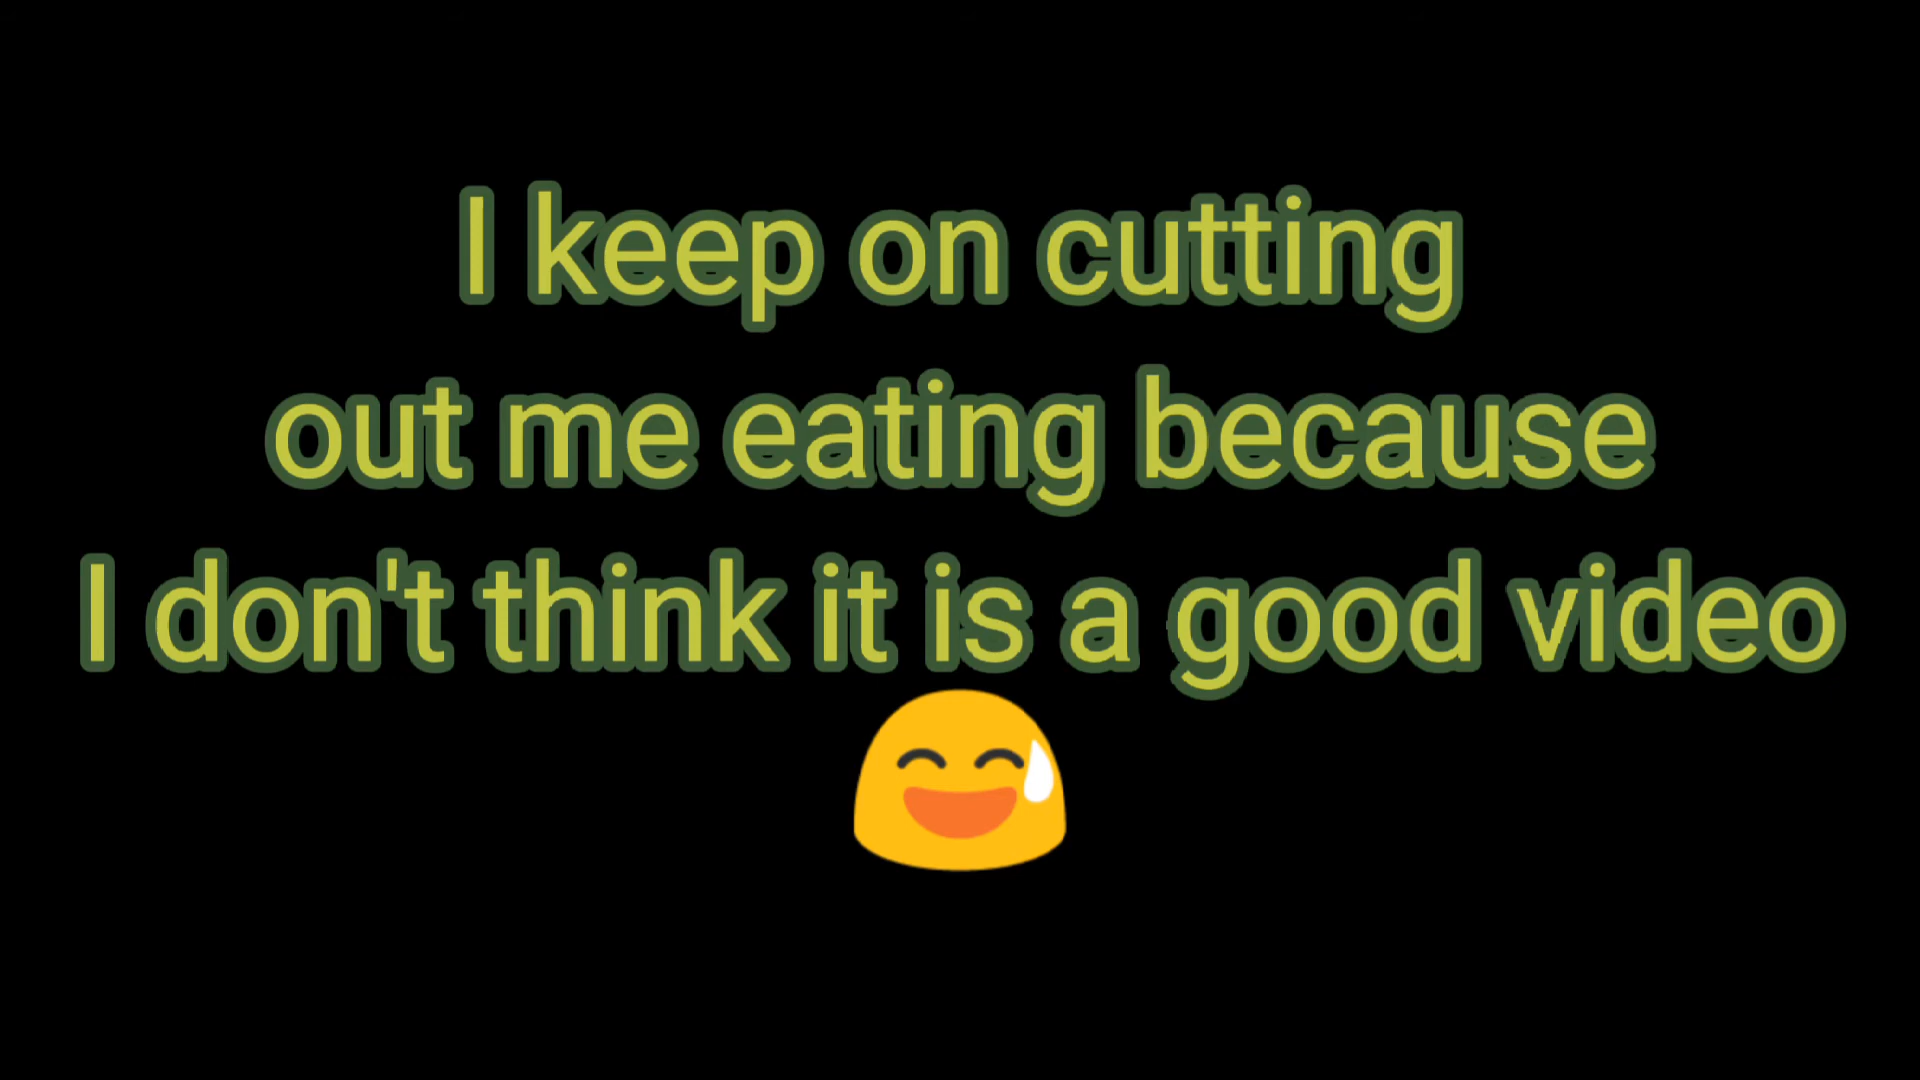 I keep on cutting
out me eating because
I don't think it is a good video
😅